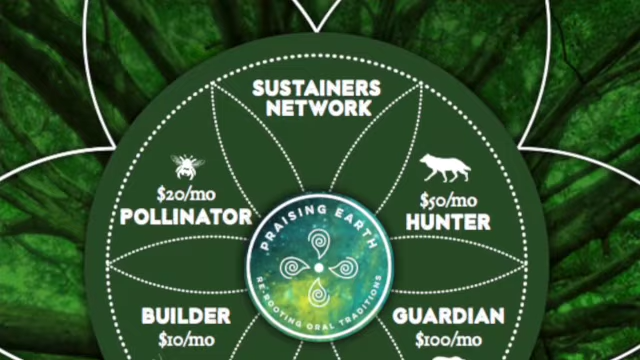 SUSTAINERS
NETWORK
$20/mo
POLLINATOR
$50/mo
HUNTER
PRAISING EARTH
RE-ROOTING ORAL TRADITIONS
BUILDER
$10/mo
GUARDIAN
$100/mo